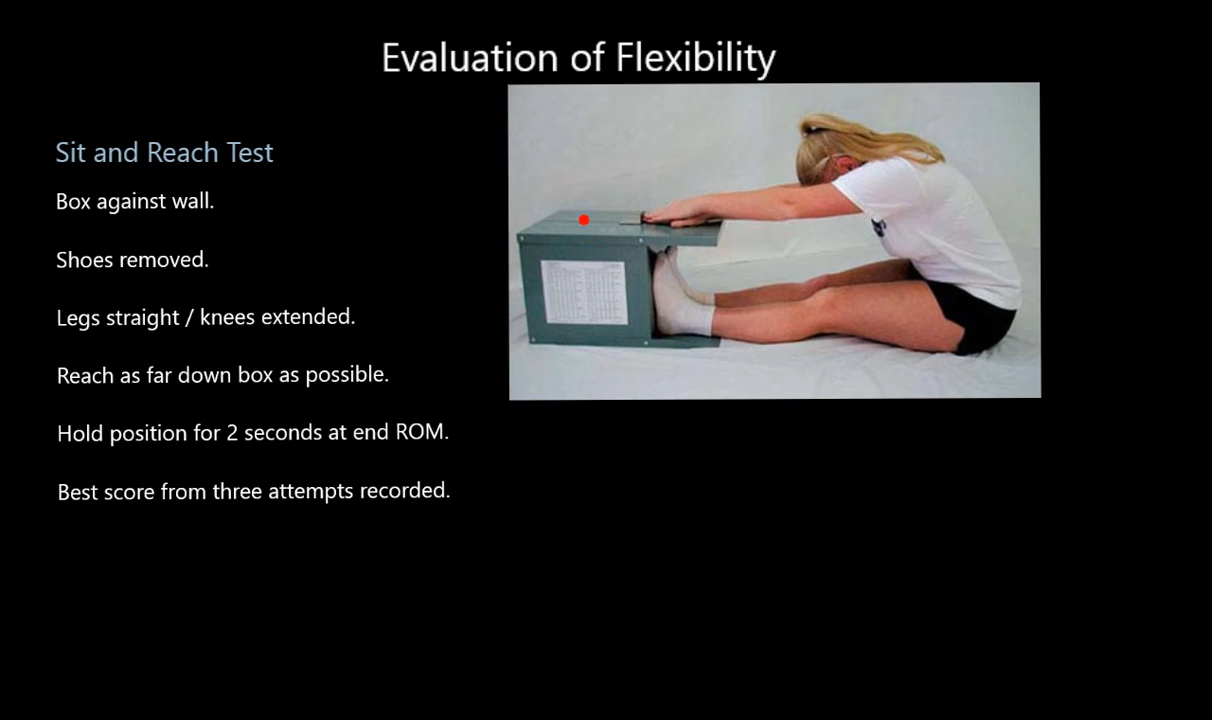 Evaluation of Flexibility
Sit and Reach Test
Box against wall.
Shoes removed.
Legs straight / knees extended.
Reach as far down box as possible.
Hold position for 2 seconds at end ROM.
Best score from three attempts recorded.